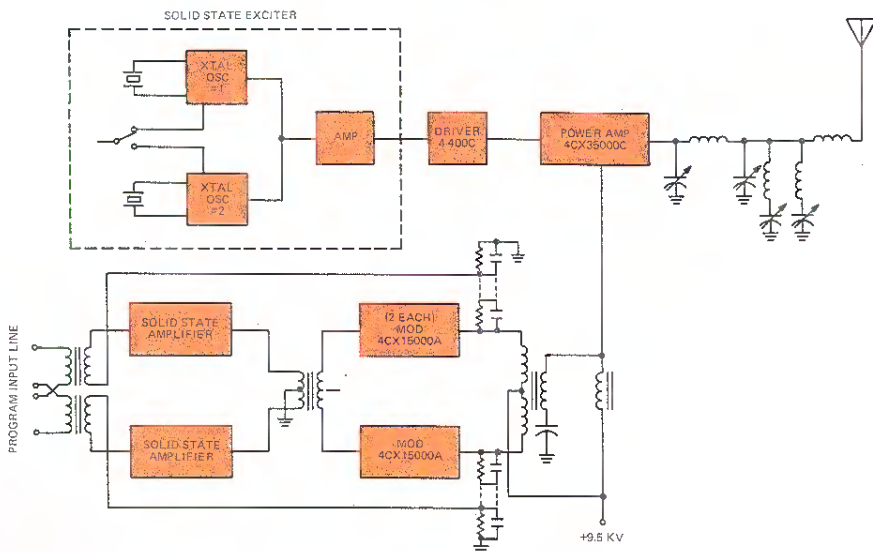 SOLID STATE EXCITER
XTAL
OSC
#1
AMP
DRIVER
4-400C
POWER AMP
4CX35000C
XTAL
OSC
#2
PROGRAM INPUT LINE
SOLID STATE
AMPLIFIER
(2 EACH)
MOD
4CX15000A
SOLID STATE
AMPLIFIER
MOD
4CX15000A
+9.5 KV